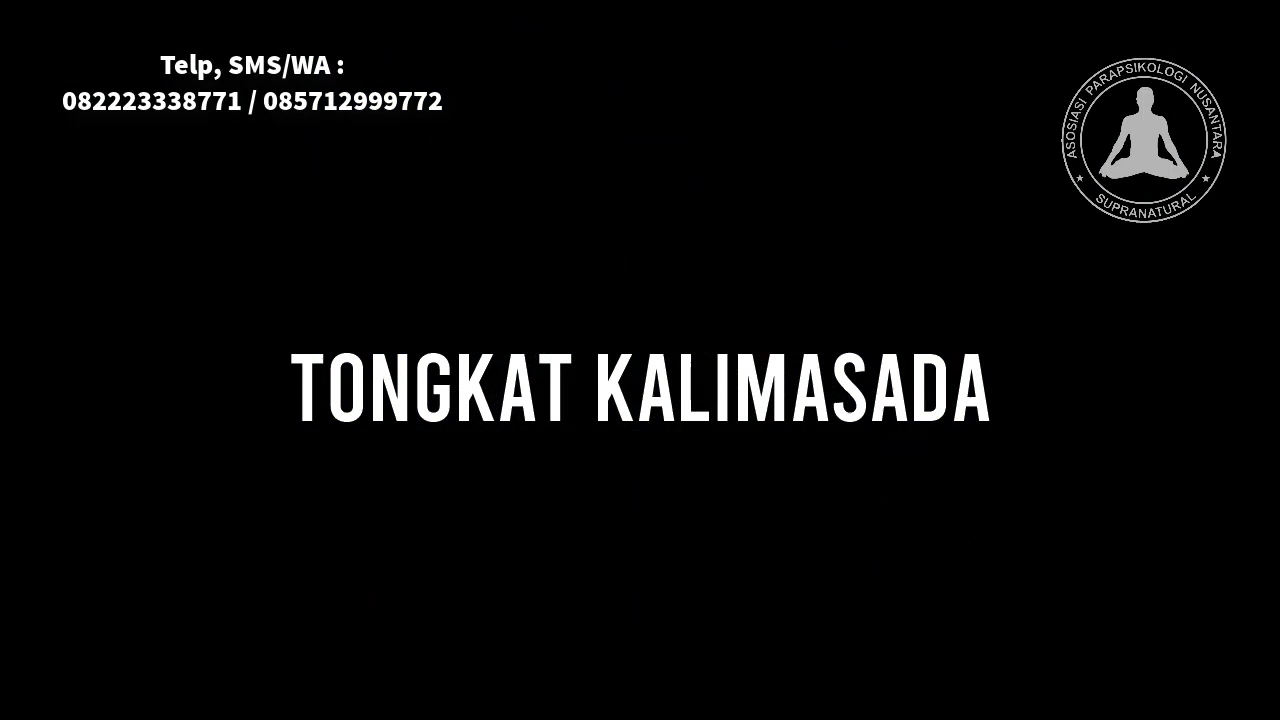 Telp, SMS/WA :
082223338771 / 085712999772
ASOSIASI PARAPSIKOLOGI NUSANTARA
SUPRANATURAL
TONGKAT KALIMASADA